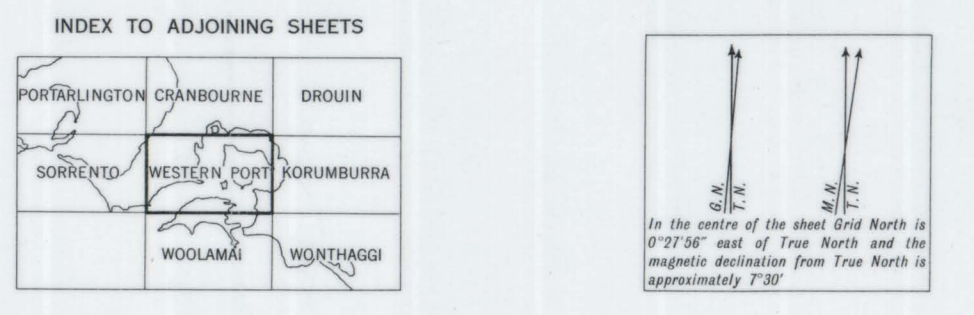 INDEX TO ADJOINING SHEETS
PORTARLINGTON CRANBOURNE DROUIN
SORRENTO WESTERN PORT KORUMBURRA
WOOLAMAI WONTHAGGI
G.N. T.N. M.N. T.N.
In the centre of the sheet Grid North is
0°27'56" east of True North and the
magnetic declination from True North is
approximately 7°30'